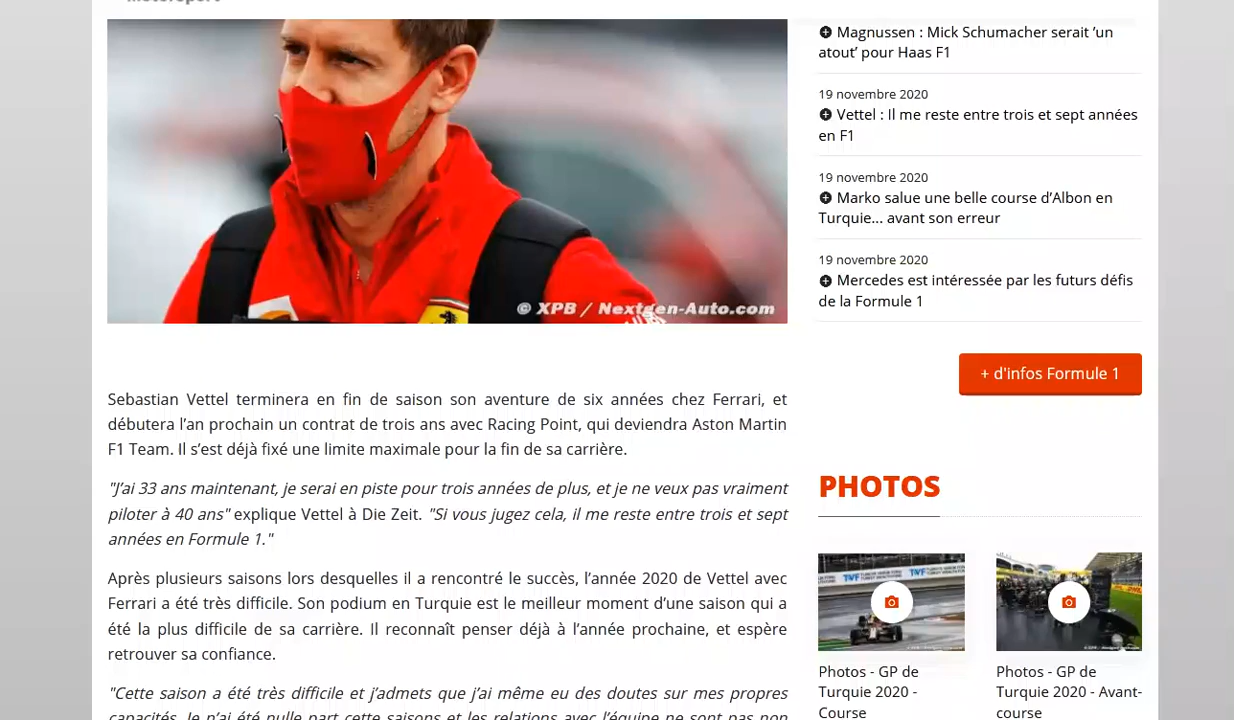 © XPB / Nextgen-Auto.com
Sebastian Vettel terminera en fin de saison son aventure de six années chez Ferrari, et
débutera l’an prochain un contrat de trois ans avec Racing Point, qui deviendra Aston Martin
F1 Team. Il s’est déjà fixé une limite maximale pour la fin de sa carrière.
"J’ai 33 ans maintenant, je serai en piste pour trois années de plus, et je ne veux pas vraiment
piloter à 40 ans" explique Vettel à Die Zeit. "Si vous jugez cela, il me reste entre trois et sept
années en Formule 1."
Après plusieurs saisons lors desquelles il a rencontré le succès, l’année 2020 de Vettel avec
Ferrari a été très difficile. Son podium en Turquie est le meilleur moment d’une saison qui a
été la plus difficile de sa carrière. Il reconnaît penser déjà à l’année prochaine, et espère
retrouver sa confiance.
"Cette saison a été très difficile et j’admets que j’ai même eu des doutes sur mes propres
capacités. Je n’ai été nulle part cette saisons et les relations avec l’équipe ne sont pas non
Magnussen : Mick Schumacher serait ’un
atout’ pour Haas F1
19 novembre 2020
Vettel : Il me reste entre trois et sept années
en F1
19 novembre 2020
Marko salue une belle course d’Albon en
Turquie... avant son erreur
19 novembre 2020
Mercedes est intéressée par les futurs défis
de la Formule 1
+ d'infos Formule 1
PHOTOS
Photos - GP de
Turquie 2020 -
Course
Photos - GP de
Turquie 2020 - Avant-
course